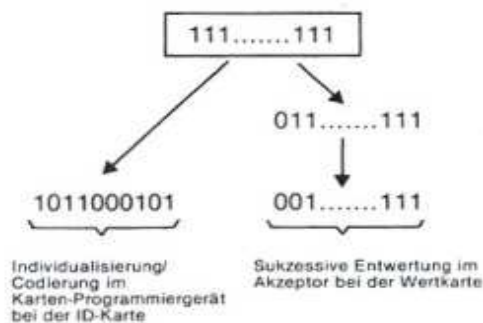 111.......111
011.......111
1011000101
001.......111
Individualisierung/
Codierung im
Karten-Programmiergerät
bei der ID-Karte
Sukzessive Entwertung im
Akzeptor bei der Wertkarte